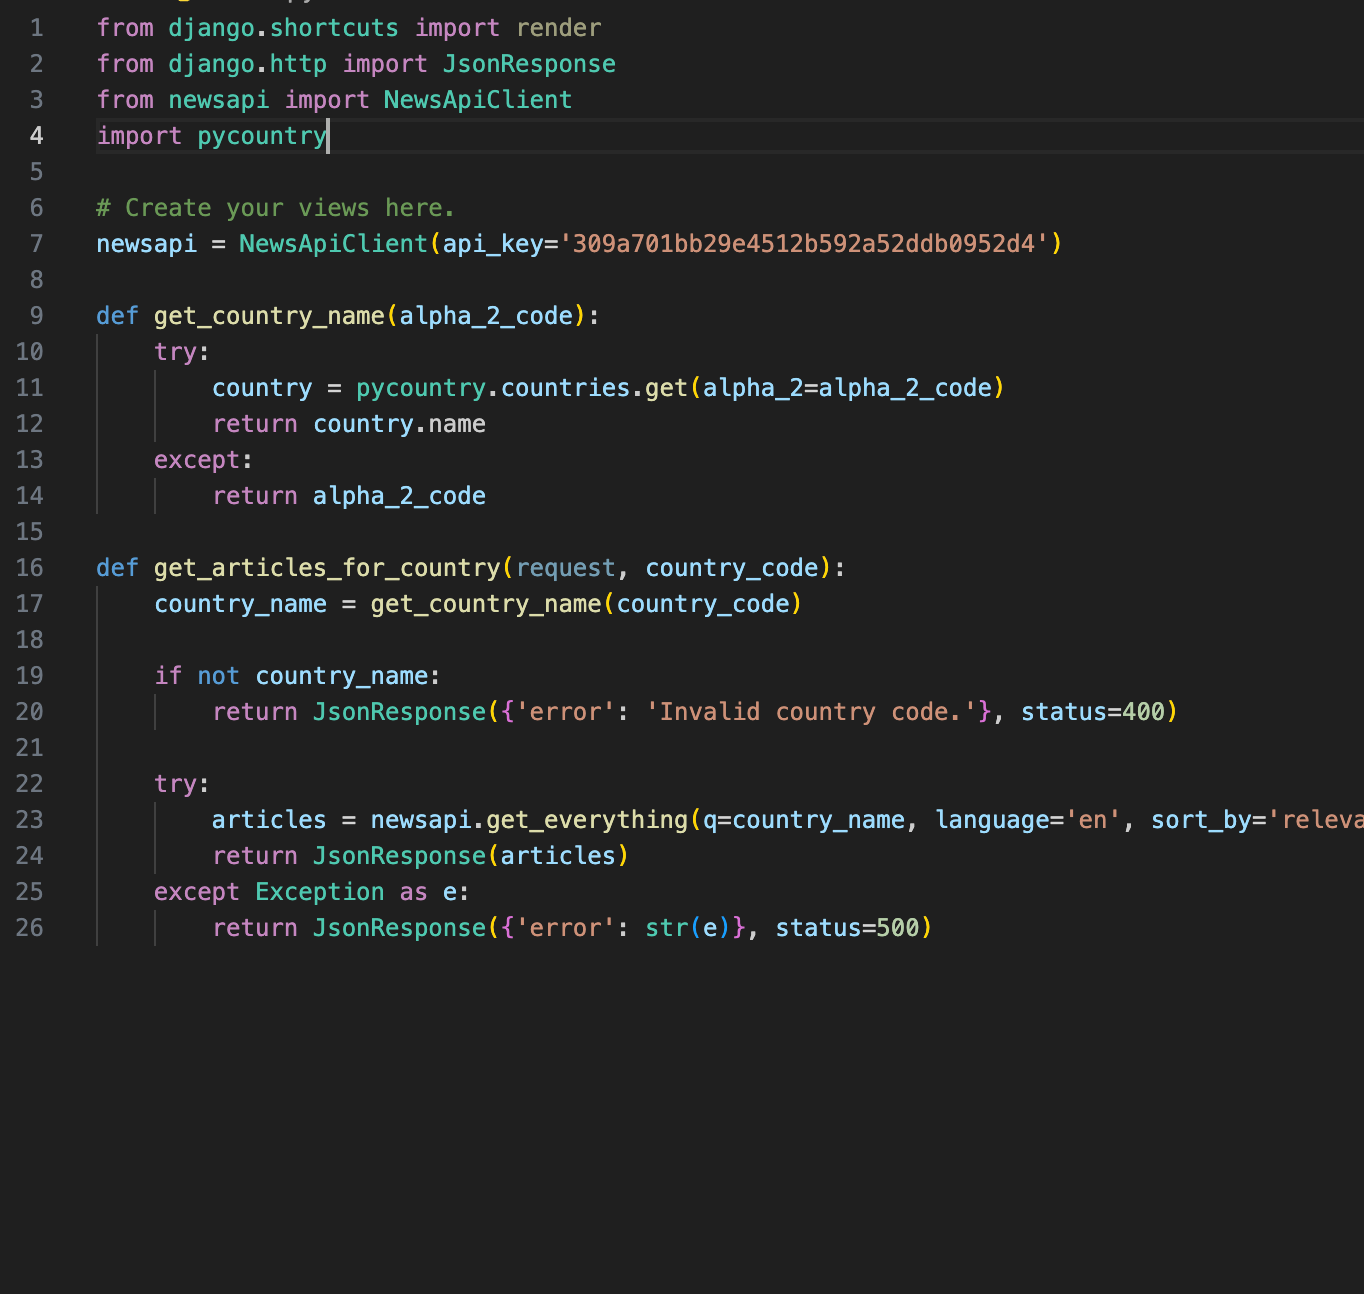 1 from django.shortcuts import render
2 from django.http import JsonResponse
3 from newsapi import NewsApiClient
4 import pycountry
5
6 # Create your views here.
7 newsapi = NewsApiClient(api_key='309a701bb29e4512b592a52ddb0952d4')
8
9 def get_country_name(alpha_2_code):
10     try:
11         country = pycountry.countries.get(alpha_2=alpha_2_code)
12         return country.name
13     except:
14         return alpha_2_code
15
16 def get_articles_for_country(request, country_code):
17     country_name = get_country_name(country_code)
18
19     if not country_name:
20         return JsonResponse({'error': 'Invalid country code.'}, status=400)
21
22     try:
23         articles = newsapi.get_everything(q=country_name, language='en', sort_by='releva
24         return JsonResponse(articles)
25     except Exception as e:
26         return JsonResponse({'error': str(e)}, status=500)